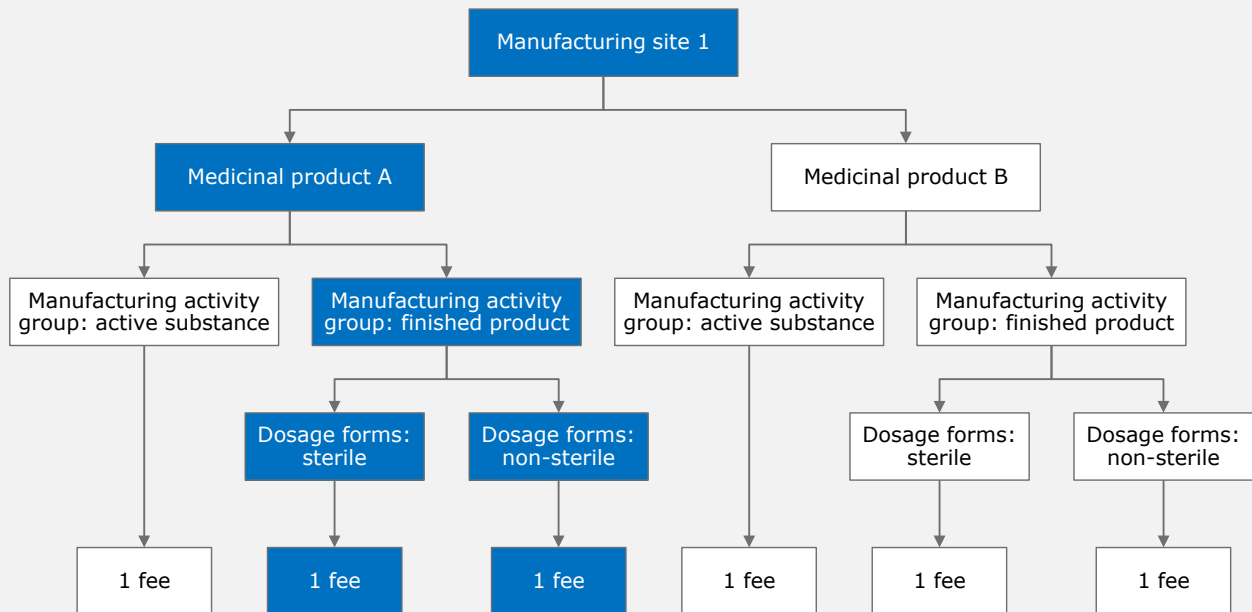 Manufacturing site 1
Medicinal product A
Medicinal product B
Manufacturing activity
group: active substance
Manufacturing activity
group: finished product
Manufacturing activity
group: active substance
Manufacturing activity
group: finished product
Dosage forms:
sterile
Dosage forms:
non-sterile
Dosage forms:
sterile
Dosage forms:
non-sterile
1 fee
1 fee
1 fee
1 fee
1 fee
1 fee